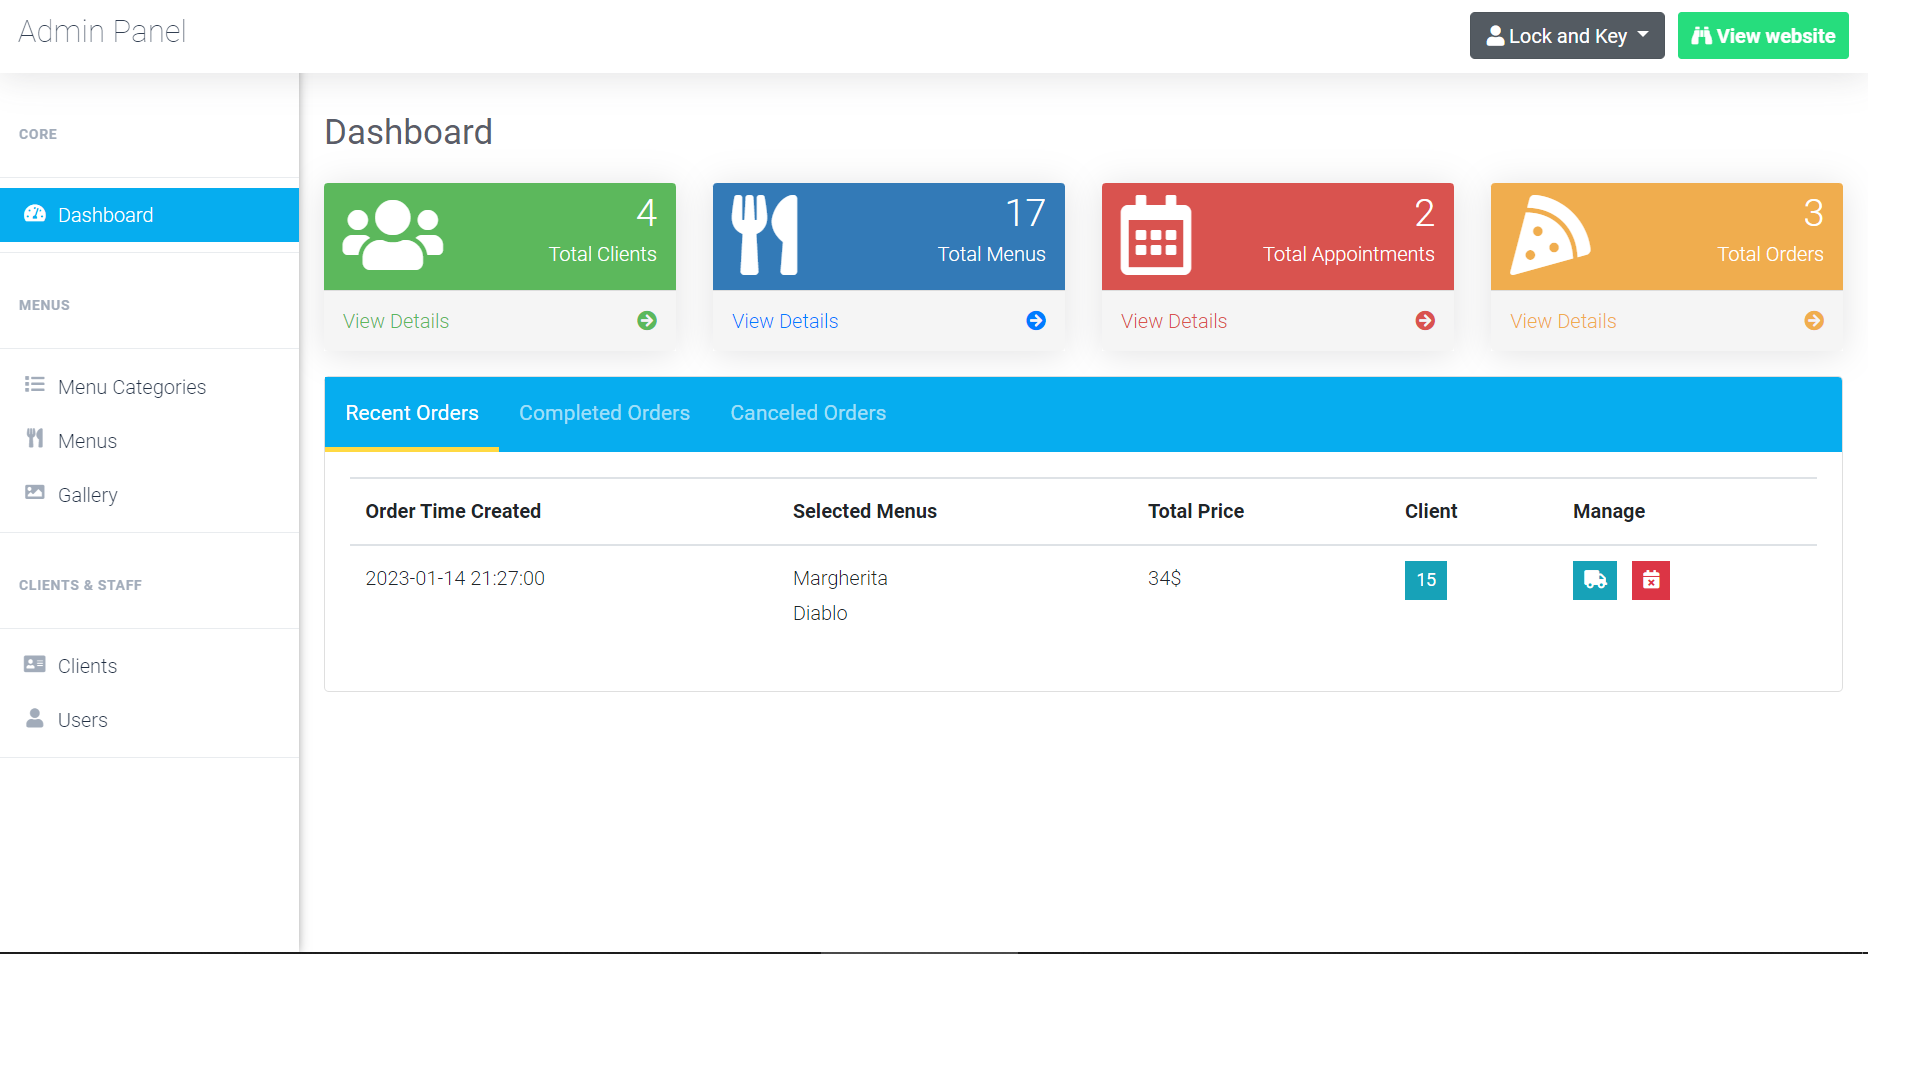 Admin Panel
Lock and Key
View website
CORE
Dashboard
MENUS
Menu Categories
Menus
Gallery
CLIENTS & STAFF
Clients
Users
Dashboard
4
Total Clients
View Details
17
Total Menus
View Details
2
Total Appointments
View Details
3
Total Orders
View Details
Recent Orders Completed Orders Canceled Orders
Order Time Created Selected Menus Total Price Client Manage
2023-01-14 21:27:00 Margherita 34$ 15
Diablo